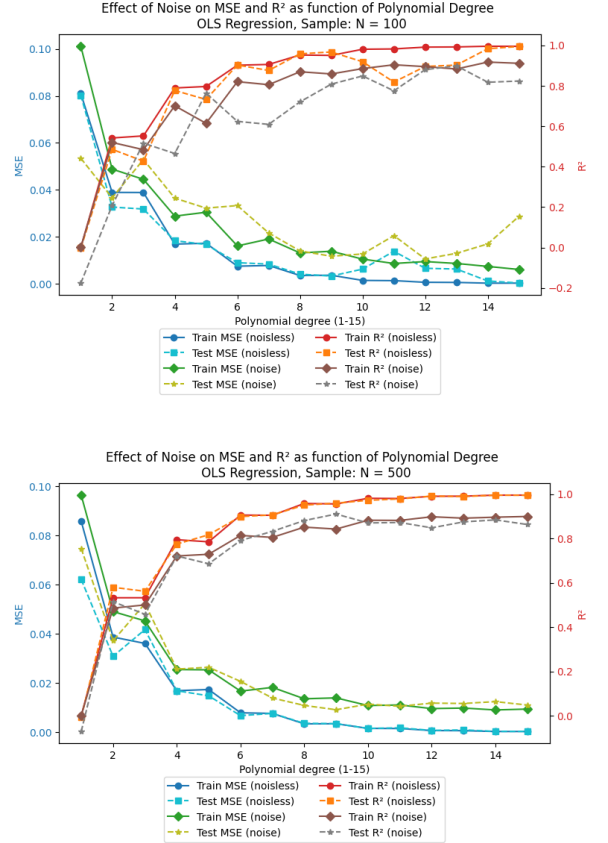 Effect of Noise on MSE and R² as function of Polynomial Degree
OLS Regression, Sample: N = 100
0.10
0.08
0.06
0.04
0.02
0.00
MSE
1.0
0.8
0.6
0.4
0.2
0.0
−0.2
R²
2 4 6 8 10 12 14
Polynomial degree (1-15)
Train MSE (noisless) Train R² (noisless)
Test MSE (noisless) Test R² (noisless)
Train MSE (noise) Train R² (noise)
Test MSE (noise) Test R² (noise)
Effect of Noise on MSE and R² as function of Polynomial Degree
OLS Regression, Sample: N = 500
0.10
0.08
0.06
0.04
0.02
0.00
MSE
1.0
0.8
0.6
0.4
0.2
0.0
R²
2 4 6 8 10 12 14
Polynomial degree (1-15)
Train MSE (noisless) Train R² (noisless)
Test MSE (noisless) Test R² (noisless)
Train MSE (noise) Train R² (noise)
Test MSE (noise) Test R² (noise)